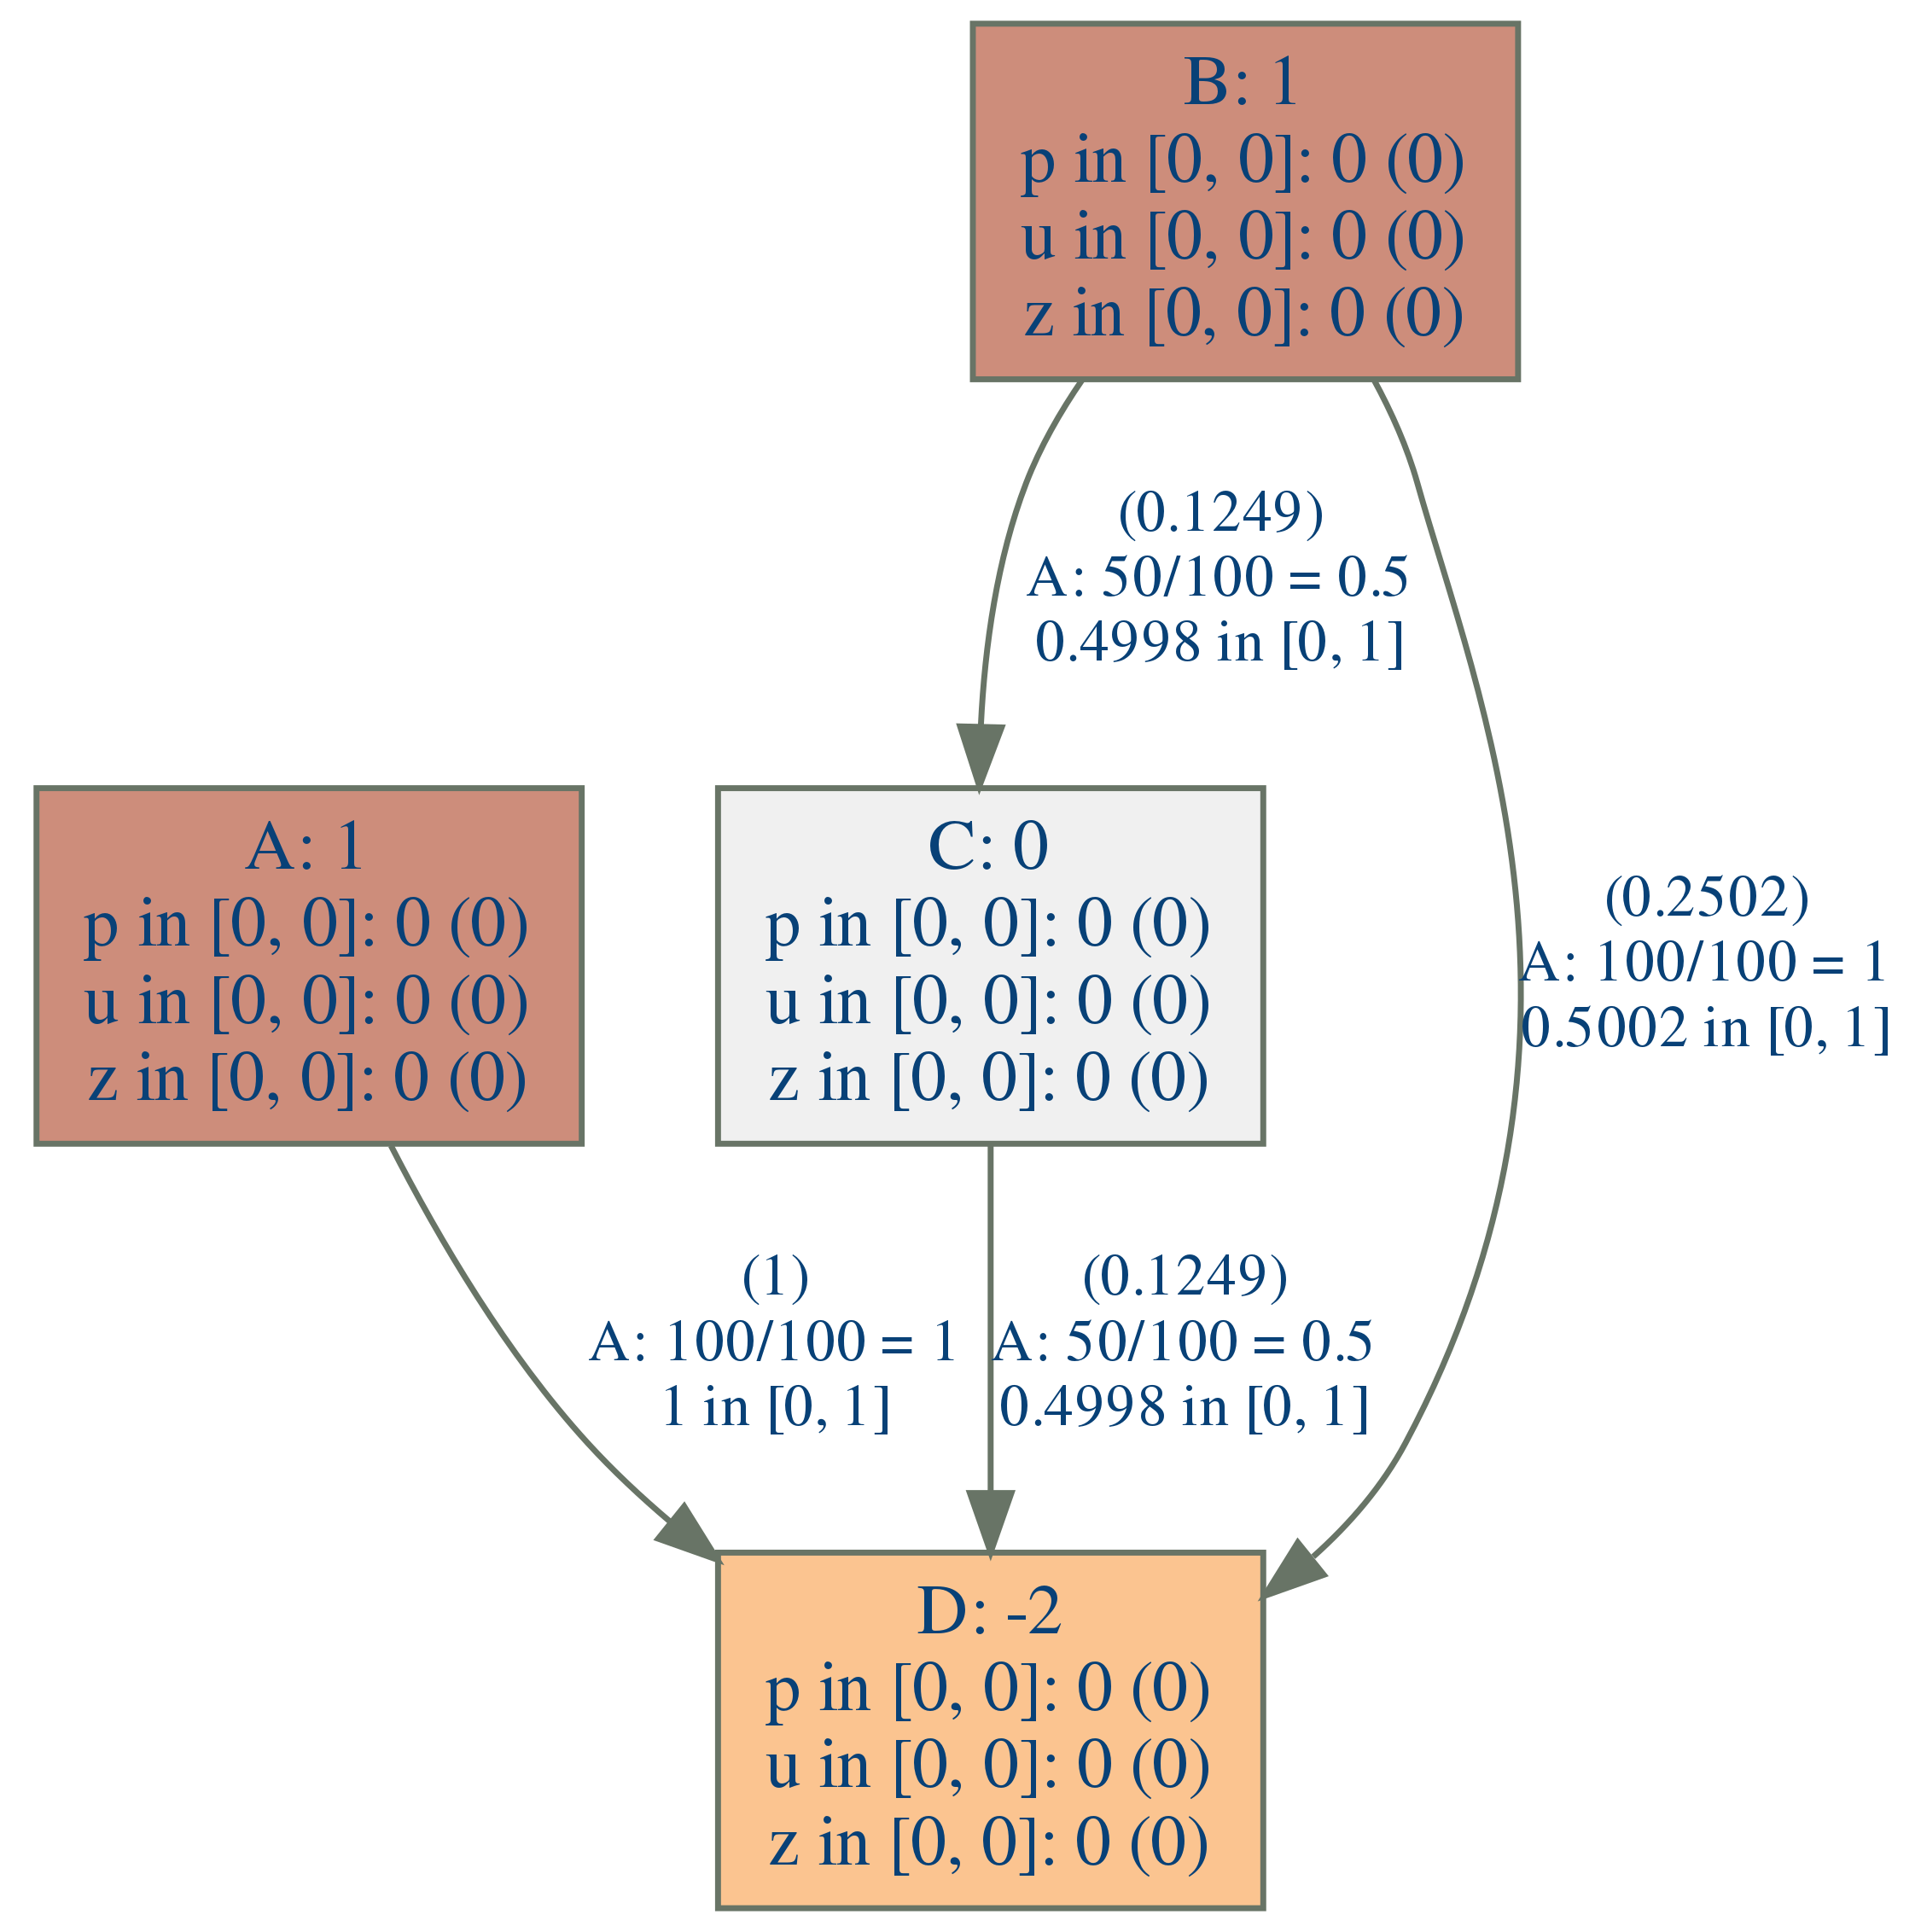 B: 1
p in [0, 0]: 0 (0)
u in [0, 0]: 0 (0)
z in [0, 0]: 0 (0)
(0.1249)
A: 50/100 = 0.5
0.4998 in [0, 1]
A: 1
p in [0, 0]: 0 (0)
u in [0, 0]: 0 (0)
z in [0, 0]: 0 (0)
C: 0
p in [0, 0]: 0 (0)
u in [0, 0]: 0 (0)
z in [0, 0]: 0 (0)
(0.2502)
A: 100/100 = 1
0.5002 in [0, 1]
(1)
A: 100/100 = 1
1 in [0, 1]
(0.1249)
A: 50/100 = 0.5
0.4998 in [0, 1]
D: -2
p in [0, 0]: 0 (0)
u in [0, 0]: 0 (0)
z in [0, 0]: 0 (0)